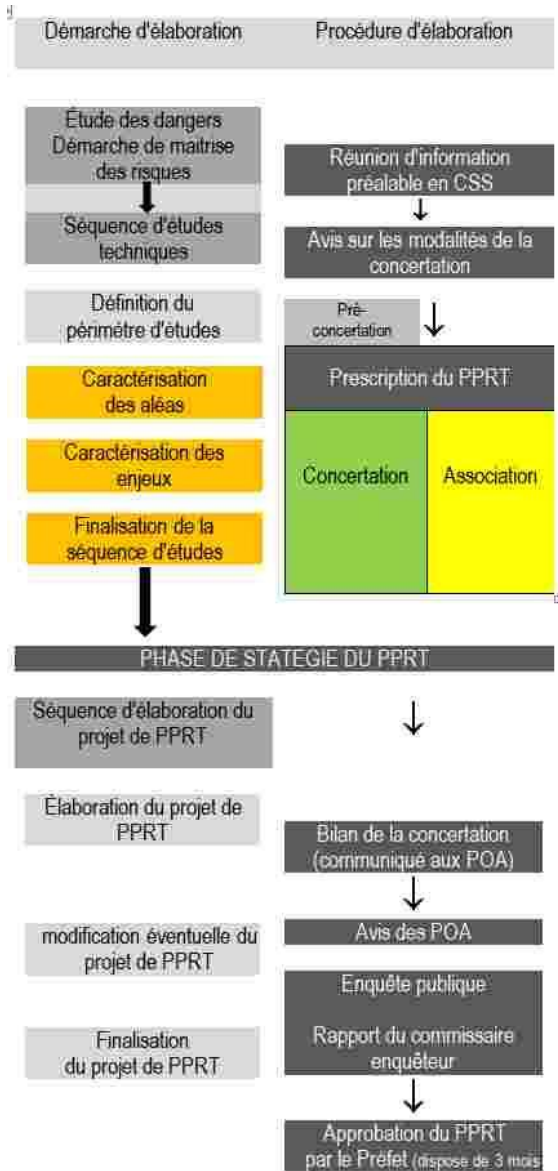 Démarche d'élaboration
Procédure d'élaboration
Étude des dangers
Démarche de maitrise
des risques
Séquence d'études
techniques
Définition du
périmètre d'études
Caractérisation
des aléas
Caractérisation des
enjeux
Finalisation de la
séquence d'études
Réunion d'information
préalable en CSS
Avis sur les modalités de la
concertation
Pré-
concertation
Prescription du PPRT
Concertation
Association
PHASE DE STATEGIE DU PPRT
Séquence d'élaboration du
projet de PPRT
Élaboration du projet de
PPRT
modification éventuelle du
projet de PPRT
Finalisation
du projet de PPRT
Bilan de la concertation
(communiqué aux POA)
Avis des POA
Enquête publique
Rapport du commissaire
enquêteur
Approbation du PPRT
par le Préfet (dispose de 3 mois